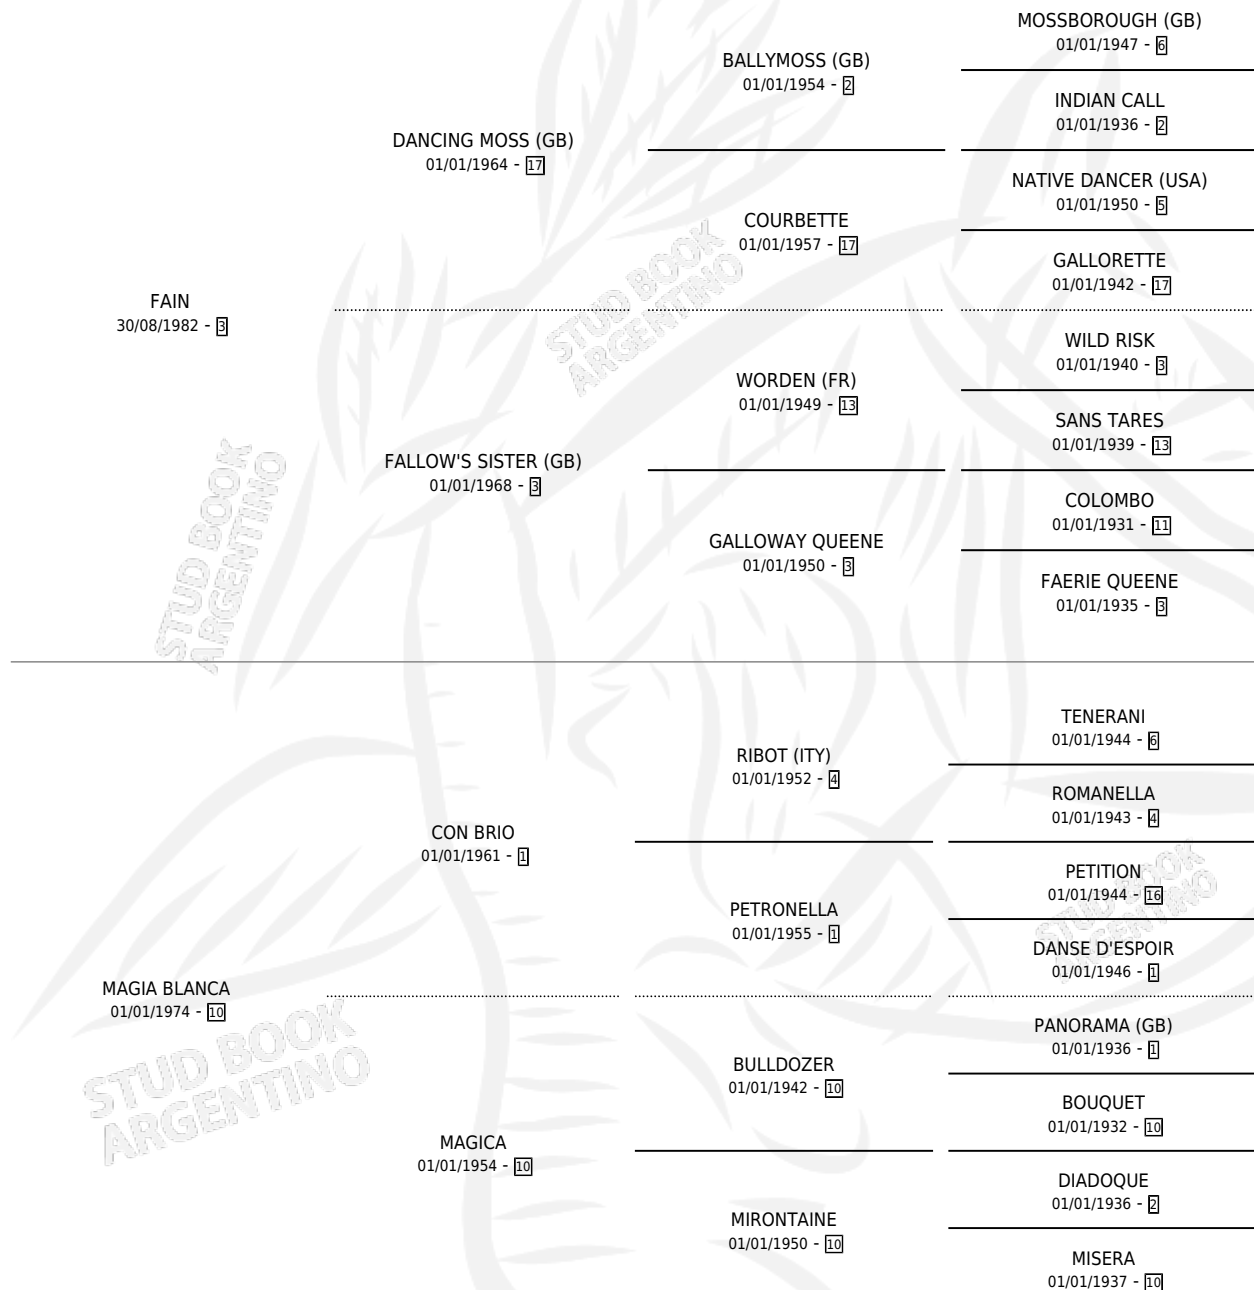 MOSSBOROUGH (GB)
01/01/1947 - 6
BALLYMOSS (GB)
01/01/1954 - 2
INDIAN CALL
01/01/1936 - 2
DANCING MOSS (GB)
01/01/1964 - 17
NATIVE DANCER (USA)
01/01/1950 - 5
COURBETTE
01/01/1957 - 17
GALLORETTE
01/01/1942 - 17
FAIN
30/08/1982 - 3
WILD RISK
01/01/1940 - 3
WORDEN (FR)
01/01/1949 - 13
SANS TARES
01/01/1939 - 13
FALLOW'S SISTER (GB)
01/01/1968 - 3
COLOMBO
01/01/1931 - 11
GALLOWAY QUEENE
01/01/1950 - 3
FAERIE QUEENE
01/01/1935 - 3
TENERANI
01/01/1944 - 6
RIBOT (ITY)
01/01/1952 - 4
ROMANELLA
01/01/1943 - 4
CON BRIO
01/01/1961 - 1
PETITION
01/01/1944 - 16
PETRONELLA
01/01/1955 - 1
DANSE D'ESPOIR
01/01/1946 - 1
MAGIA BLANCA
01/01/1974 - 10
PANORAMA (GB)
01/01/1936 - 1
BULLDOZER
01/01/1942 - 10
BOUQUET
01/01/1932 - 10
MAGICA
01/01/1954 - 10
DIADOQUE
01/01/1936 - 2
MIRONTAINE
01/01/1950 - 10
MISERA
01/01/1937 - 10
STUD BOOK
ARGENTINO
STUD BOOK
ARGENTINO
STUD BOOK
ARGENTINO
STUD BOOK
ARGENTINO